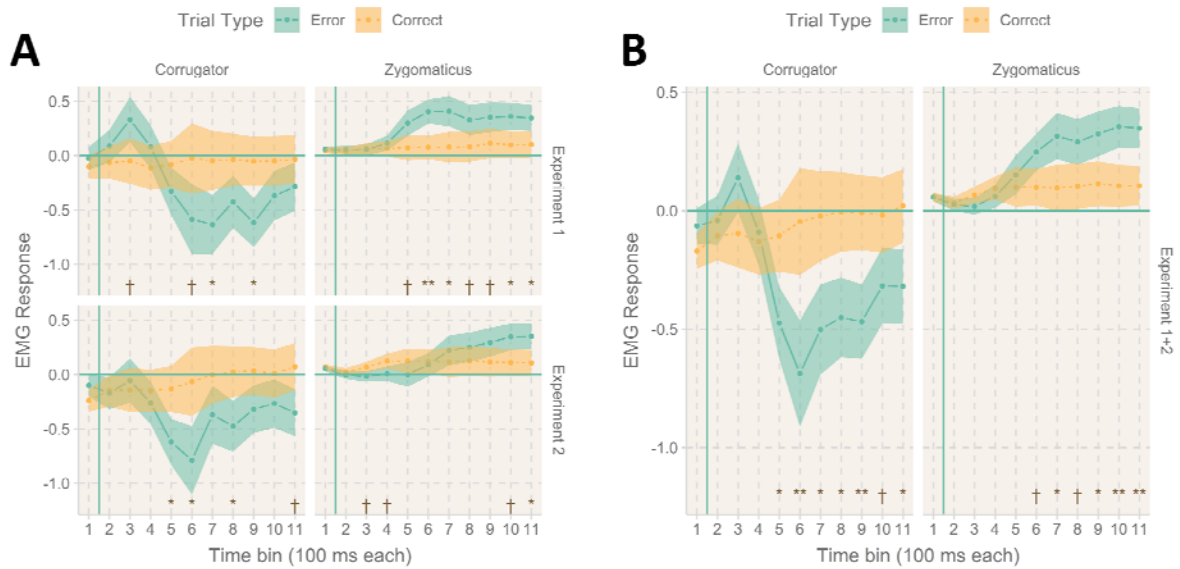 Trial Type Error Correct
A
Corrugator Zygomaticus
0.5
0.0
-0.5
-1.0
† † * *
† ** * † † * *
Experiment 1
0.5
0.0
-0.5
-1.0
* * * †
† † † *
Experiment 2
EMG Response
1 2 3 4 5 6 7 8 9 10 11 1 2 3 4 5 6 7 8 9 10 11
Time bin (100 ms each)
Trial Type Error Correct
B
Corrugator Zygomaticus
0.5
0.0
-0.5
-1.0
* ** * * ** † *
† * † * ** **
Experiment 1+2
EMG Response
1 2 3 4 5 6 7 8 9 10 11 1 2 3 4 5 6 7 8 9 10 11
Time bin (100 ms each)